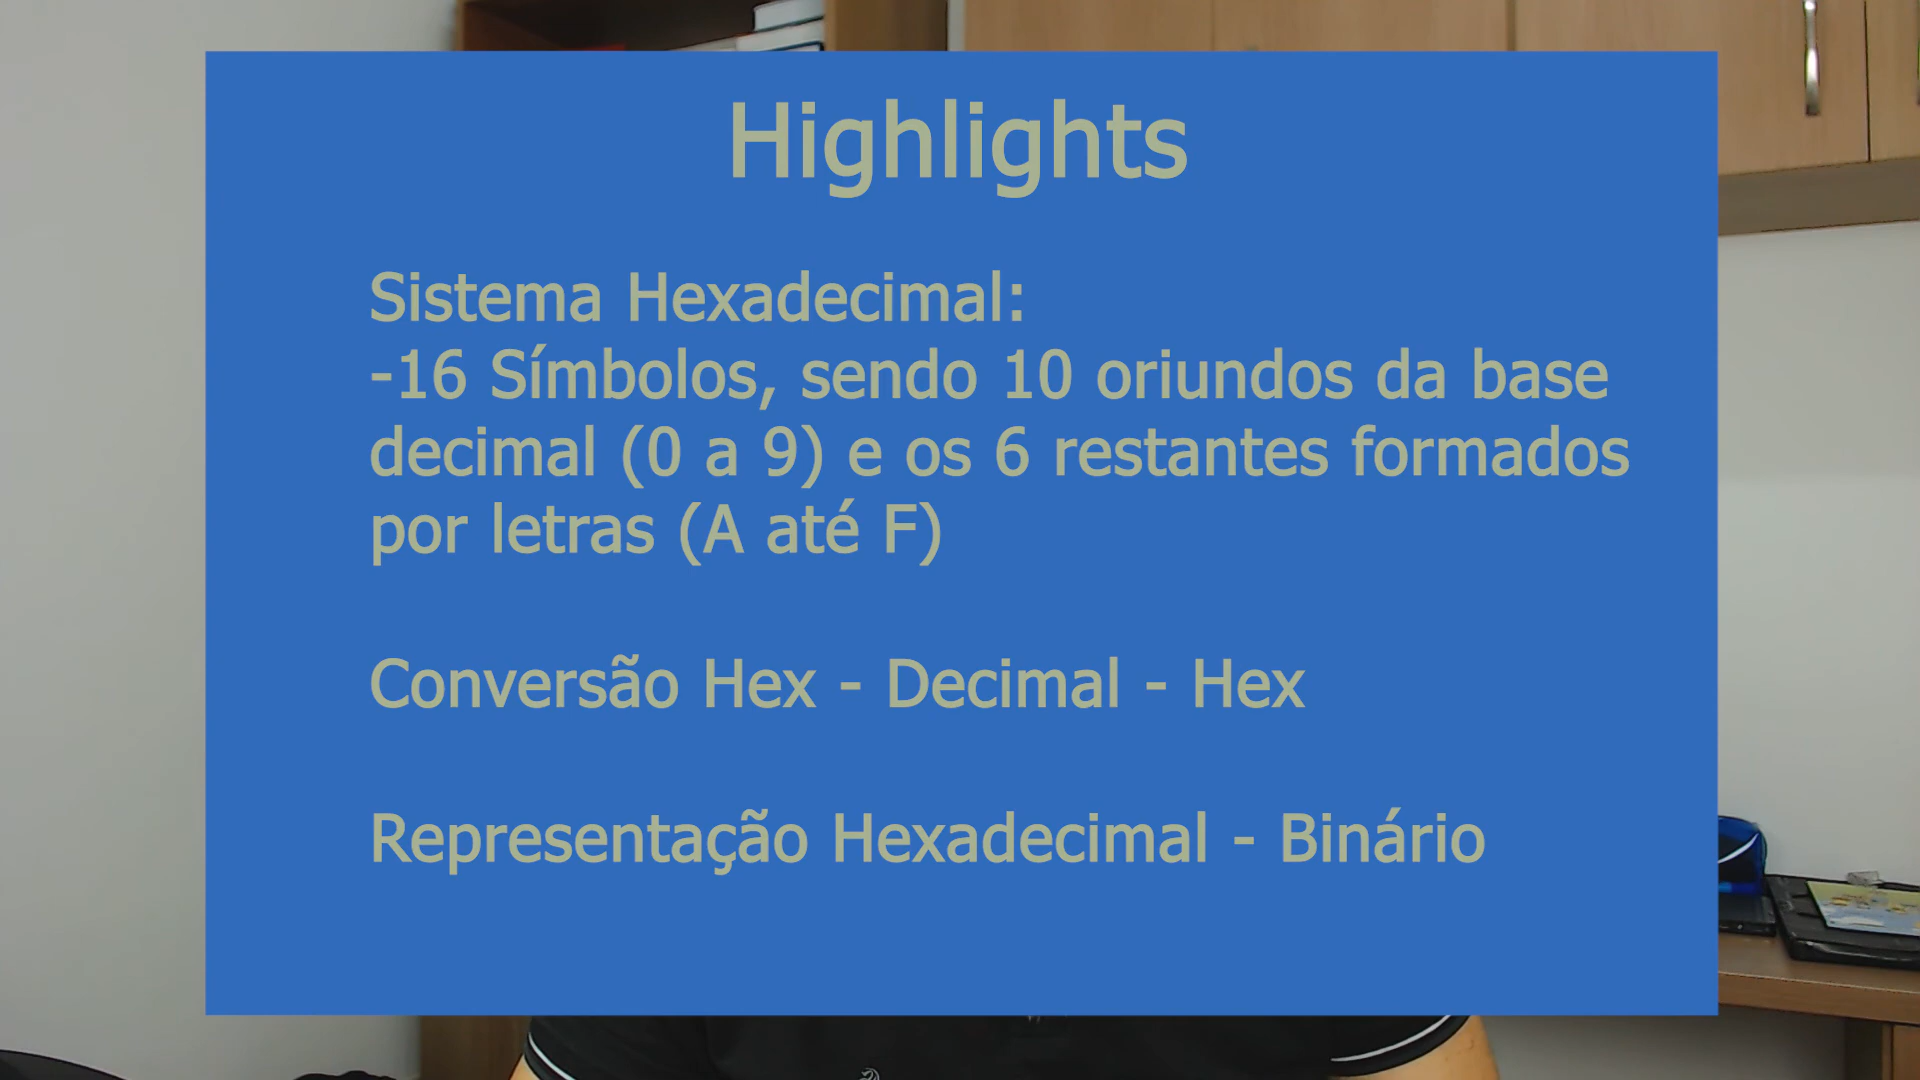 Highlights
Sistema Hexadecimal:
-16 Símbolos, sendo 10 oriundos da base
decimal (0 a 9) e os 6 restantes formados
por letras (A até F)
Conversão Hex - Decimal - Hex
Representação Hexadecimal - Binário